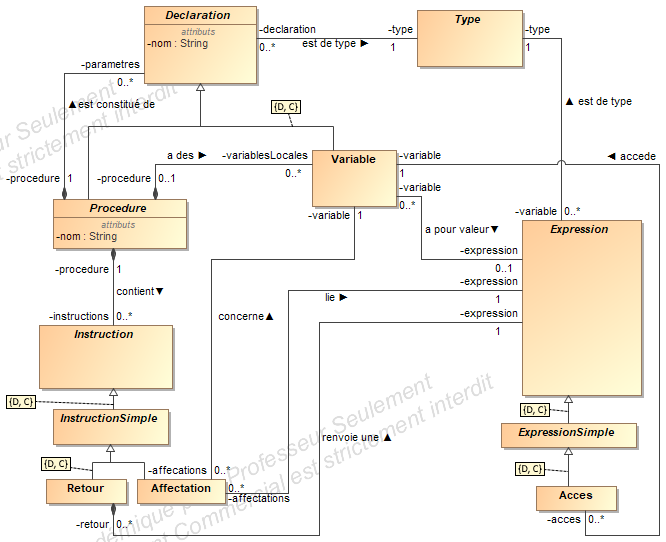 Declaration
attributs
-nom : String
-declaration
0..*
est de type ►
-type
1
Type
-type
1
-parametres
0..*
▲est constitué de
{D, C}
▲ est de type
a des ►
-variablesLocales
0..*
Variable
-variable
1
◄ accede
-procedure
1
-procedure
0..1
-variable
0..*
Procedure
attributs
-nom : String
-variable
1
-variable
0..*
Expression
a pour valeur▼
-expression
0..1
-procedure
1
contient▼
-expression
1
lie ►
-instructions
0..*
concerne▲
-expression
1
Instruction
{D, C}
InstructionSimple
{D, C}
ExpressionSimple
renvoie une ▲
{D, C}
-affecations
0..*
{D, C}
Retour
Affectation
0..*
-affectations
Acces
-retour
0..*
-acces
0..*
ur Seulement
st strictement interdit
démique p
Professeur Seulement
nt Commercial est strictement interdit